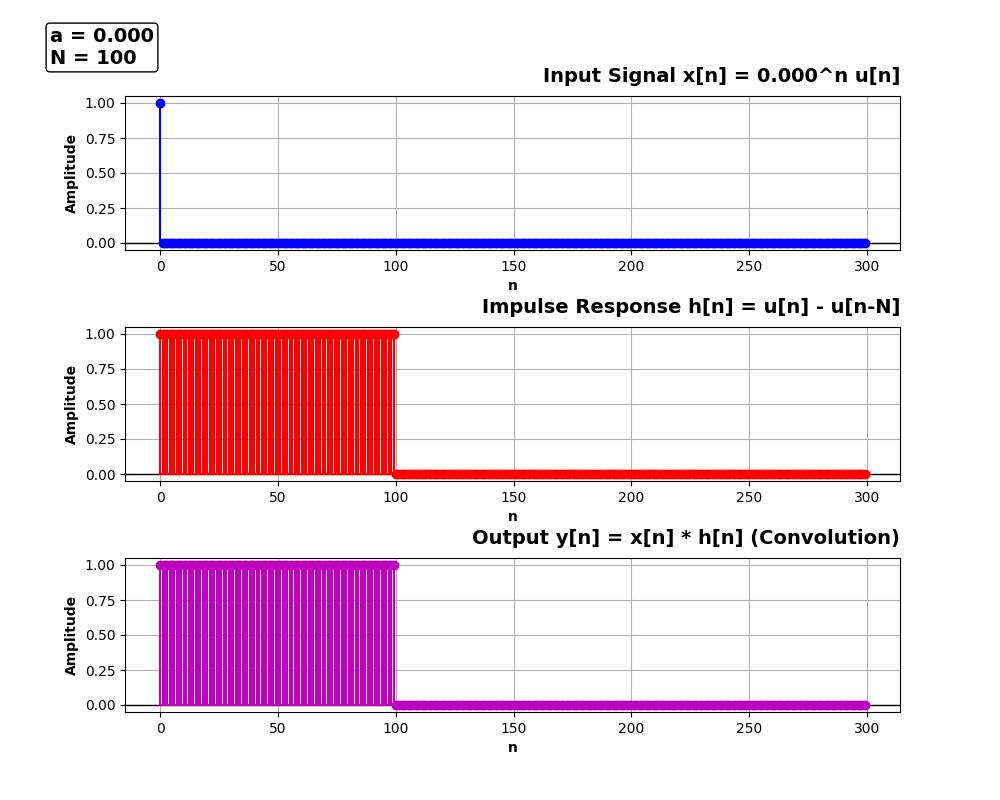 a = 0.000
N = 100
Input Signal x[n] = 0.000^n u[n]
Amplitude
1.00
0.75
0.50
0.25
0.00
0 50 100 150 200 250 300
n
Impulse Response h[n] = u[n] - u[n-N]
Amplitude
1.00
0.75
0.50
0.25
0.00
0 50 100 150 200 250 300
n
Output y[n] = x[n] * h[n] (Convolution)
Amplitude
1.00
0.75
0.50
0.25
0.00
0 50 100 150 200 250 300
n